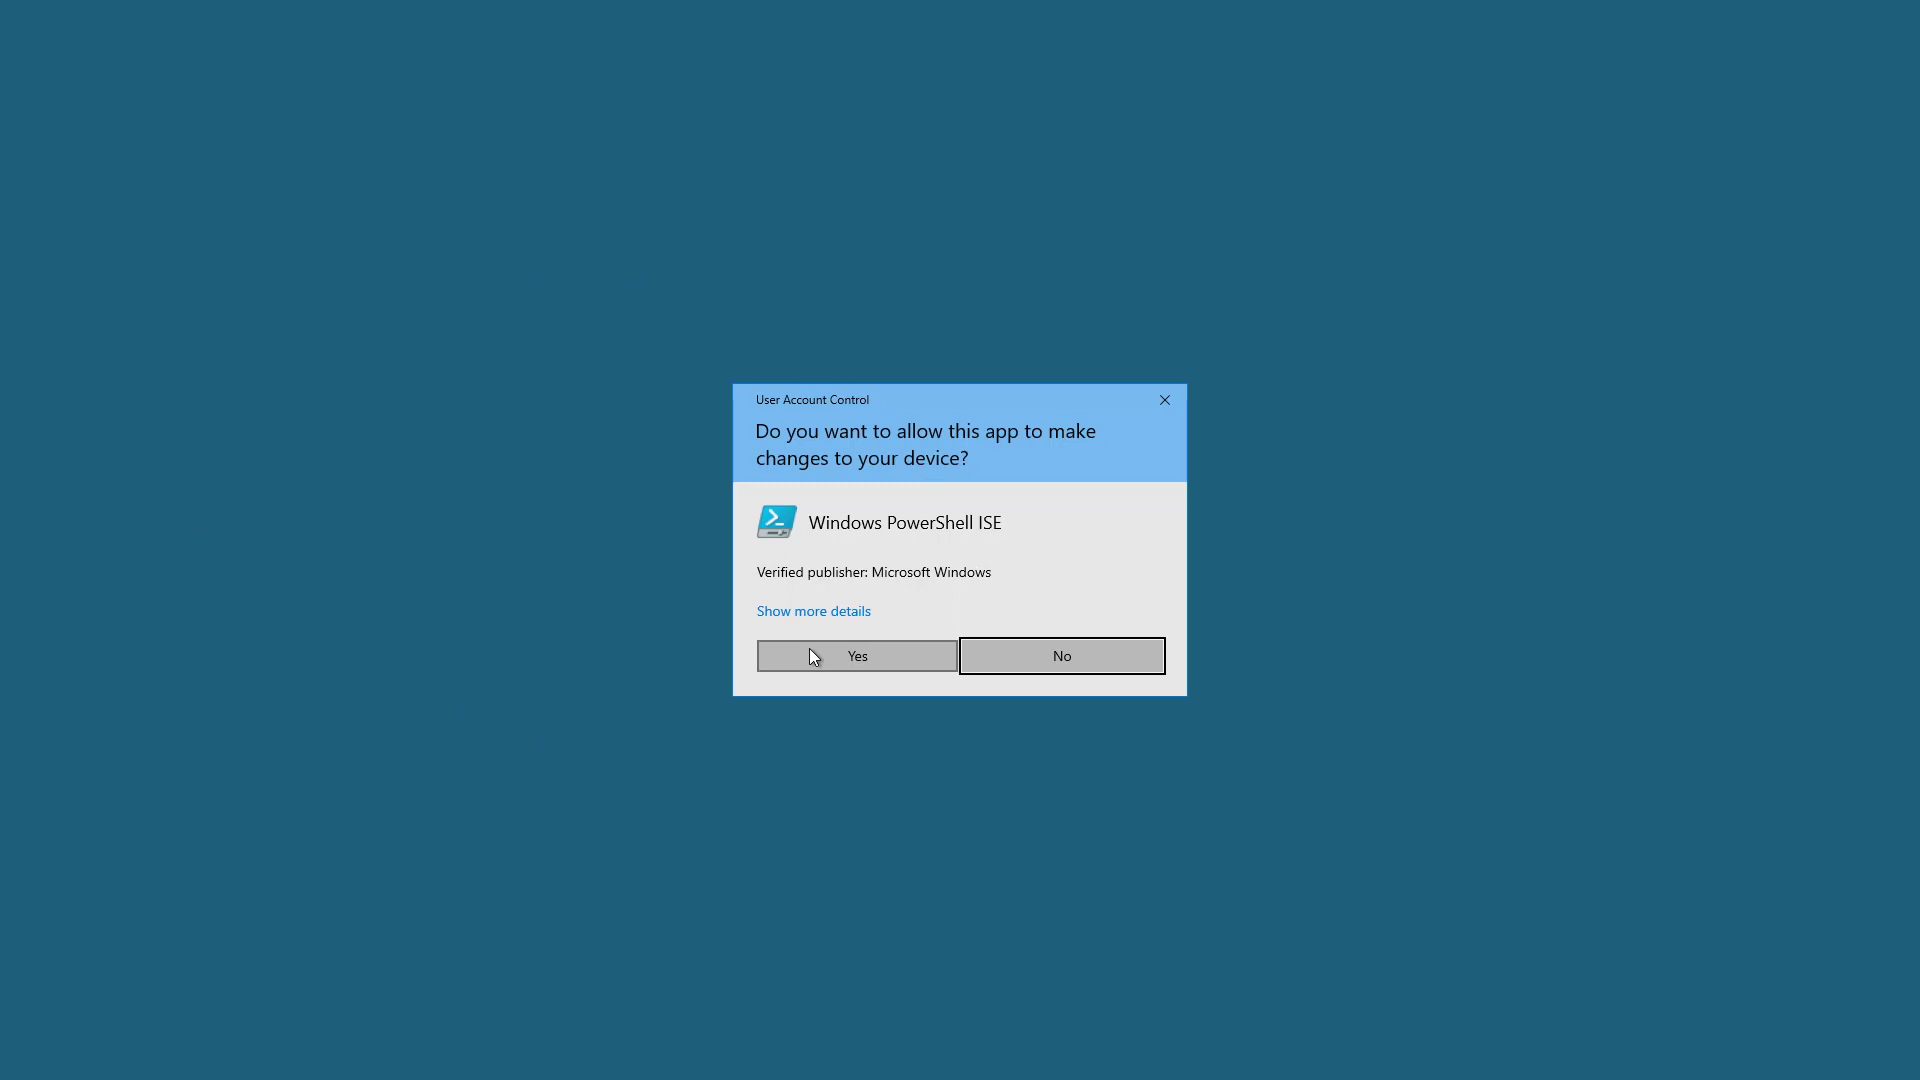 User Account Control
Do you want to allow this app to make
changes to your device?
Windows PowerShell ISE
Verified publisher: Microsoft Windows
Show more details
Yes
No